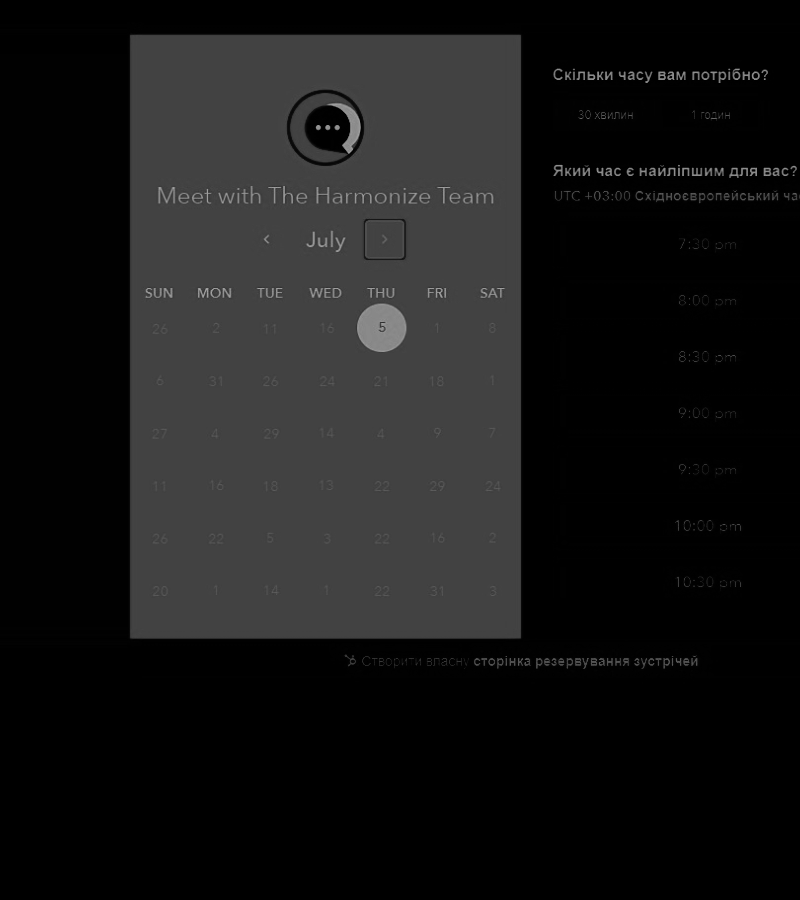 Meet with The Harmonize Team
July
SUN MON TUE WED THU FRI SAT
26 2 11 16 5 1 8
6 31 26 24 21 18 1
27 4 29 14 4 9 7
11 16 18 13 22 29 24
26 22 5 3 22 16 2
20 1 14 1 22 31 3
Скільки часу вам потрібно?
30 хвилин 1 годин
Який час є найліпшим для вас?
UTC +03:00 Східноєвропейський ча
7:30 pm
8:00 pm
8:30 pm
9:00 pm
9:30 pm
10:00 pm
10:30 pm
Створити власну сторінка резервування зустрічей